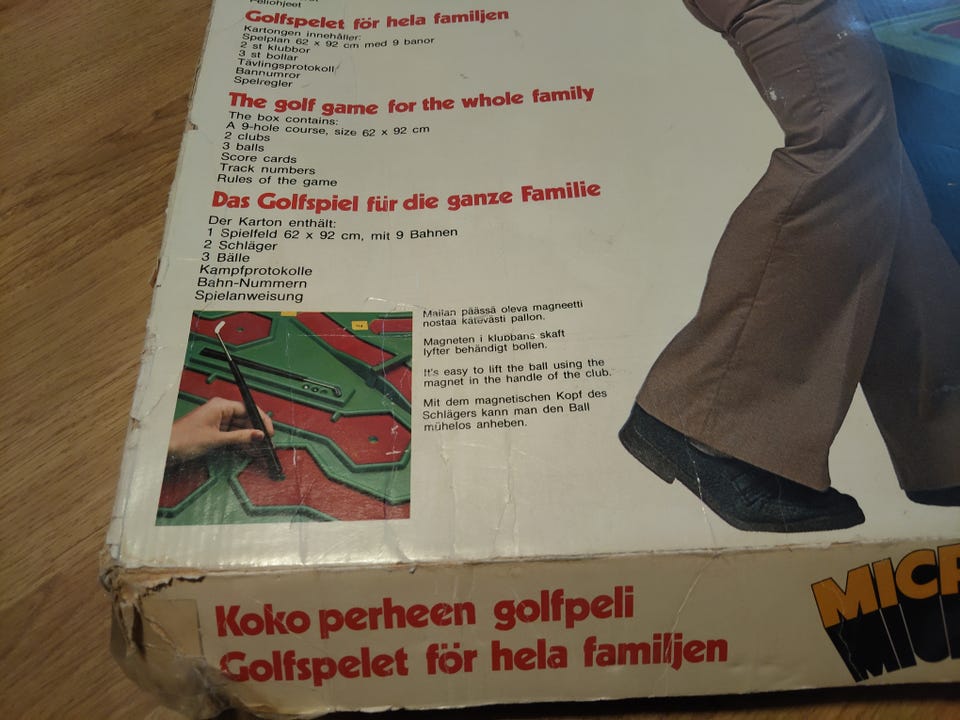 Peliohjeet
Golfspelet för hela familjen
Kartongen innehåller:
Spelplan 62 x 92 cm med 9 banor
2 st klubbor
3 st bollar
Tävlingsprotokoll
Bannumror
Spelregler
The golf game for the whole family
The box contains:
A 9-hole course, size 62 x 92 cm
2 clubs
3 balls
Score cards
Track numbers
Rules of the game
Das Golfspiel für die ganze Familie
Der Karton enthält:
1 Spielfeld 62 x 92 cm, mit 9 Bahnen
2 Schläger
3 Bälle
Kampfprotokolle
Bahn-Nummern
Spielanweisung
Mailan päässä oleva magneetti
nostaa kätevästi pallon.
Magneten i klubbans skaft
lyfter behändigt bollen.
It's easy to lift the ball using the
magnet in the handle of the club.
Mit dem magnetischen Kopf des
Schlägers kann man den Ball
mühelos anheben.
Koko perheen golfpeli
Golfspelet för hela familjen